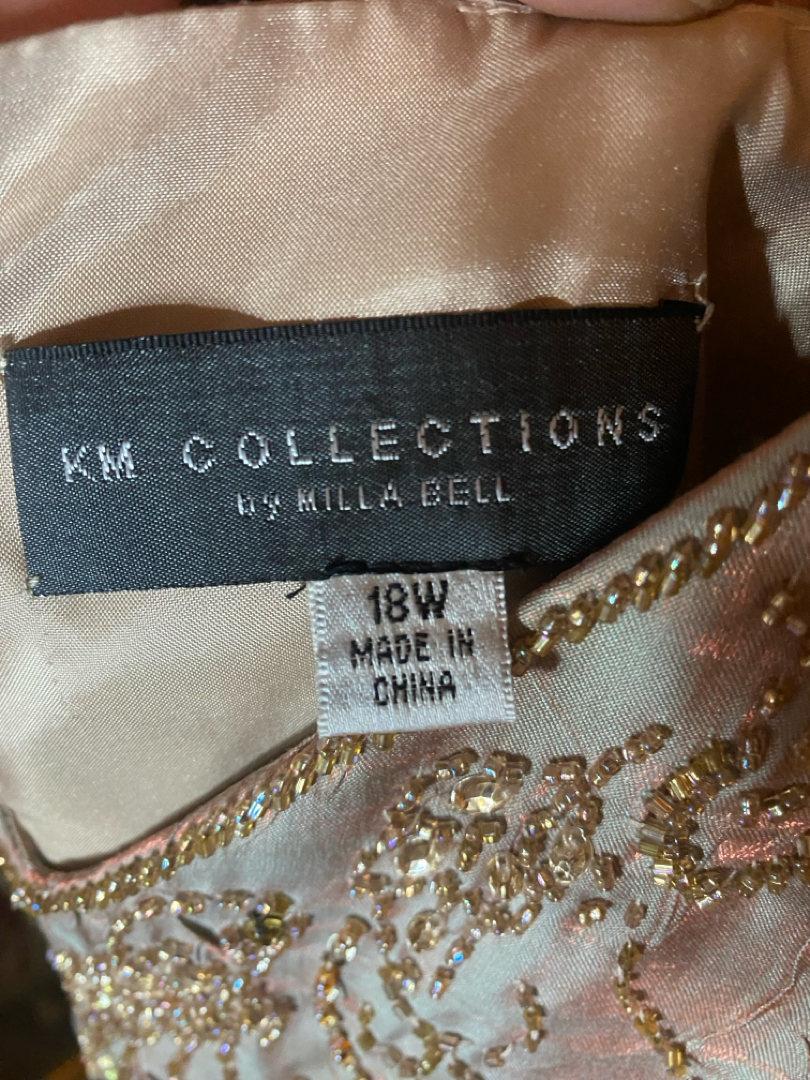 KM COLLECTIONS
by MILLA BELL
18W
MADE IN
CHINA